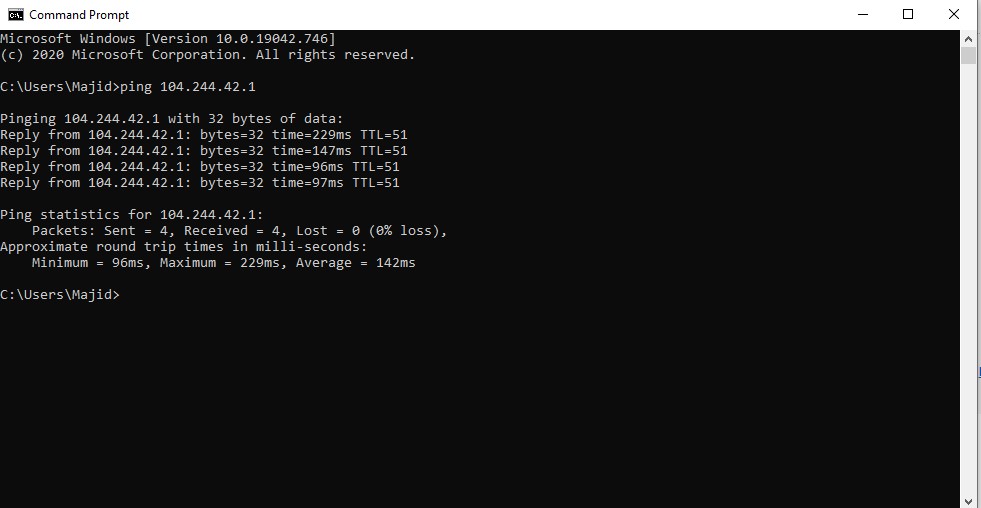 Command Prompt
Microsoft Windows [Version 10.0.19042.746]
(c) 2020 Microsoft Corporation. All rights reserved.
C:\Users\Majid>ping 104.244.42.1
Pinging 104.244.42.1 with 32 bytes of data:
Reply from 104.244.42.1: bytes=32 time=229ms TTL=51
Reply from 104.244.42.1: bytes=32 time=147ms TTL=51
Reply from 104.244.42.1: bytes=32 time=96ms TTL=51
Reply from 104.244.42.1: bytes=32 time=97ms TTL=51
Ping statistics for 104.244.42.1:
    Packets: Sent = 4, Received = 4, Lost = 0 (0% loss),
Approximate round trip times in milli-seconds:
    Minimum = 96ms, Maximum = 229ms, Average = 142ms
C:\Users\Majid>